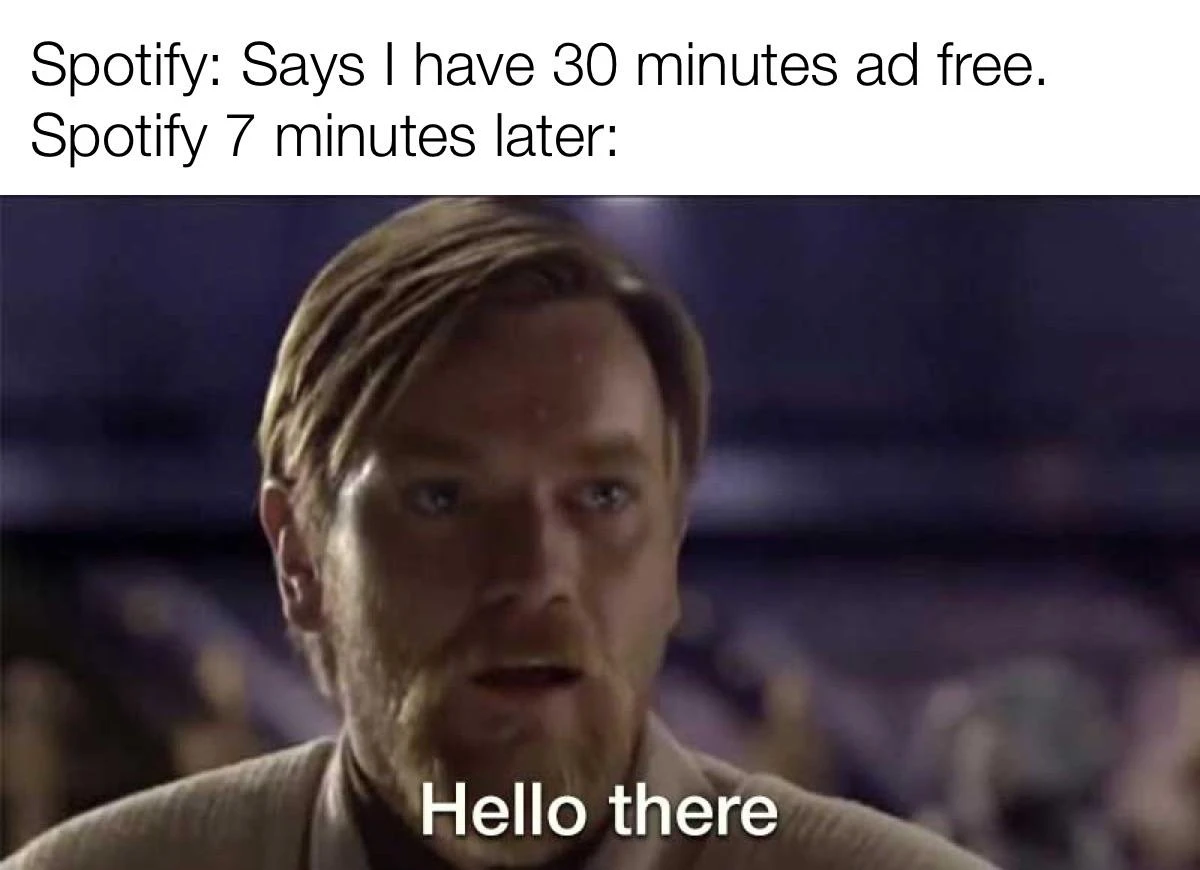 Spotify: Says I have 30 minutes ad free.
Spotify 7 minutes later:
Hello there